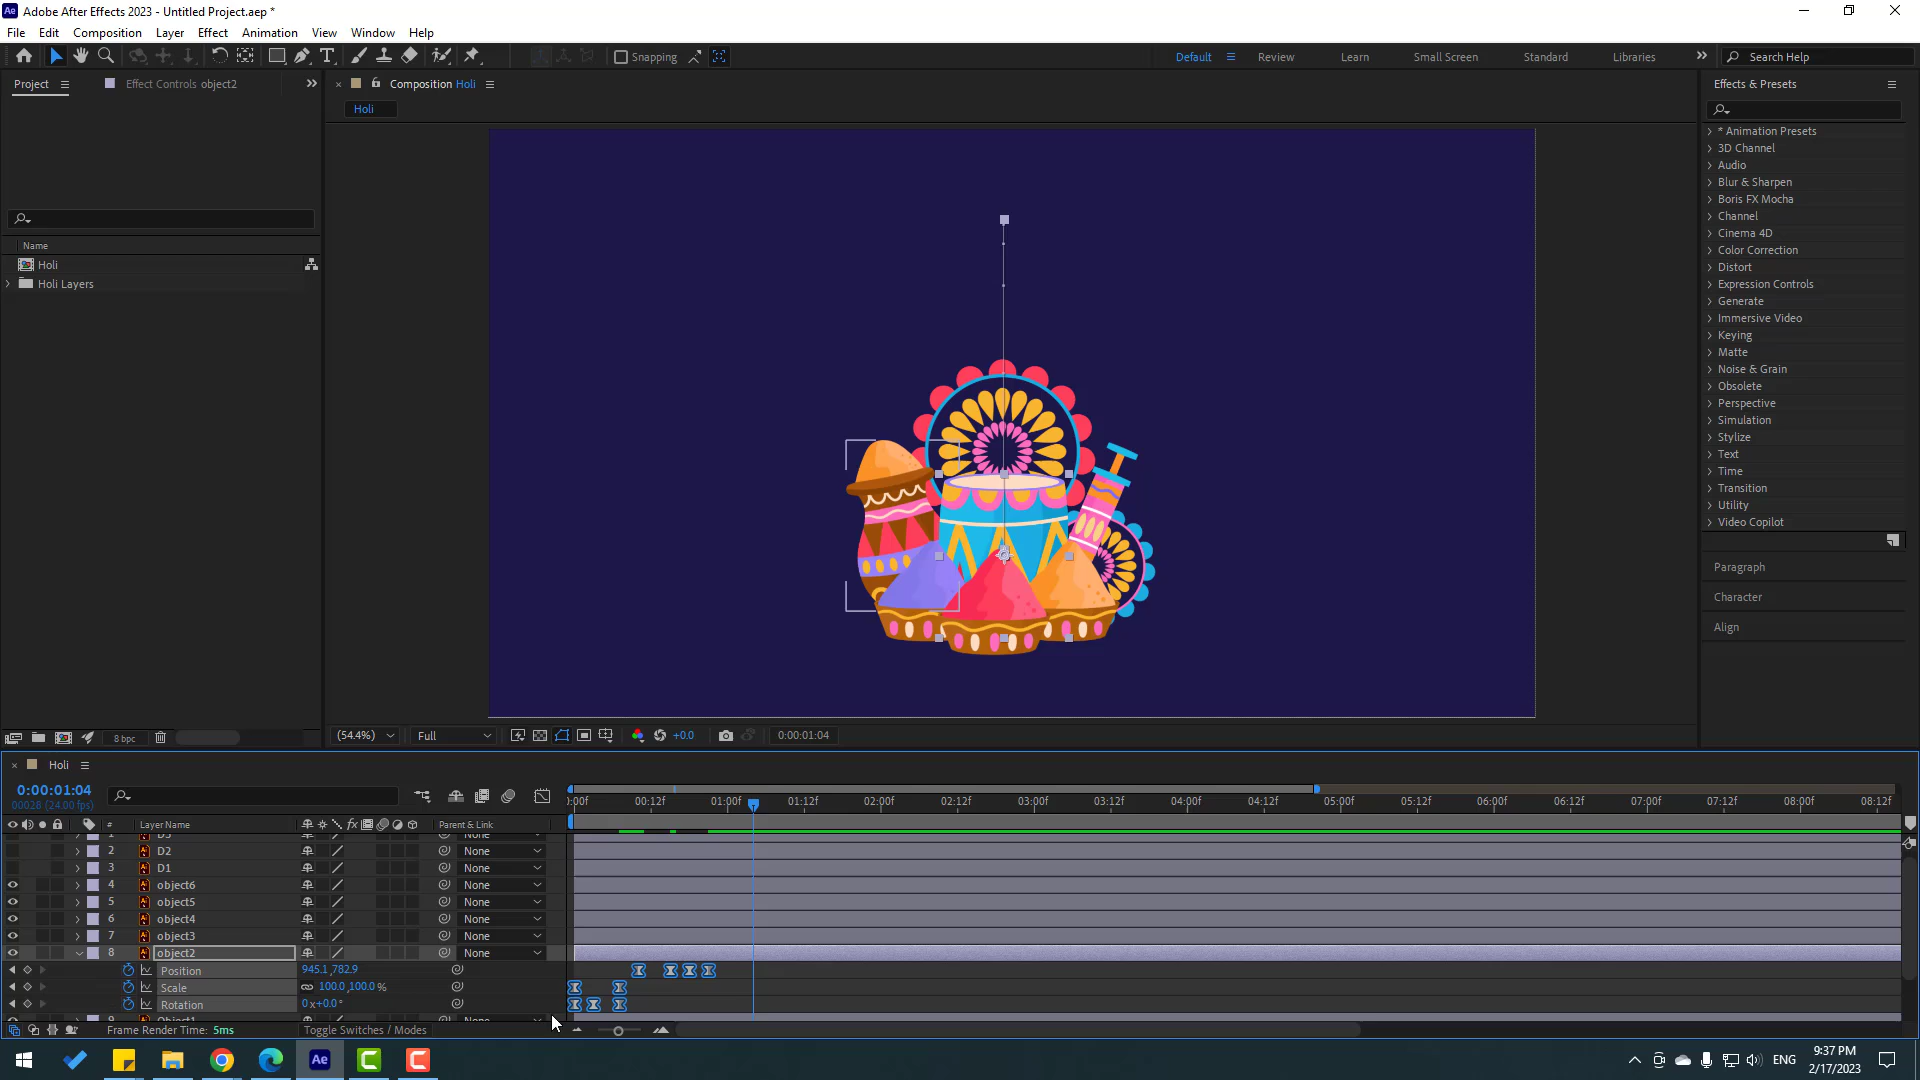 Adobe After Effects 2023 - Untitled Project.aep *
File Edit Composition Layer Effect Animation View Window Help
Snapping
Default Review Learn Small Screen Standard Libraries
Search Help
Project
Effect Controls object2
Composition Holi
Holi
Name
Holi
Holi Layers
8 bpc
(54.4%)
Full
+0.0
0:00:01:04
Effects & Presets
* Animation Presets
3D Channel
Audio
Blur & Sharpen
Boris FX Mocha
Channel
Cinema 4D
Color Correction
Distort
Expression Controls
Generate
Immersive Video
Keying
Matte
Noise & Grain
Obsolete
Perspective
Simulation
Stylize
Text
Time
Transition
Utility
Video Copilot
Paragraph
Character
Align
Holi
0:00:01:04
00028 (24.00 fps)
:00f 00:12f 01:00f 01:12f 02:00f 02:12f 03:00f 03:12f 04:00f 04:12f 05:00f 05:12f 06:00f 06:12f 07:00f 07:12f 08:00f 08:12f
# Layer Name Parent & Link
2 D2 None
3 D1 None
4 object6 None
5 object5 None
6 object4 None
7 object3 None
8 object2 None
Position 945.1,782.9
Scale 100.0,100.0 %
Rotation 0x+0.0°
Frame Render Time: 5ms
Toggle Switches / Modes
Ae
ENG
9:37 PM
2/17/2023